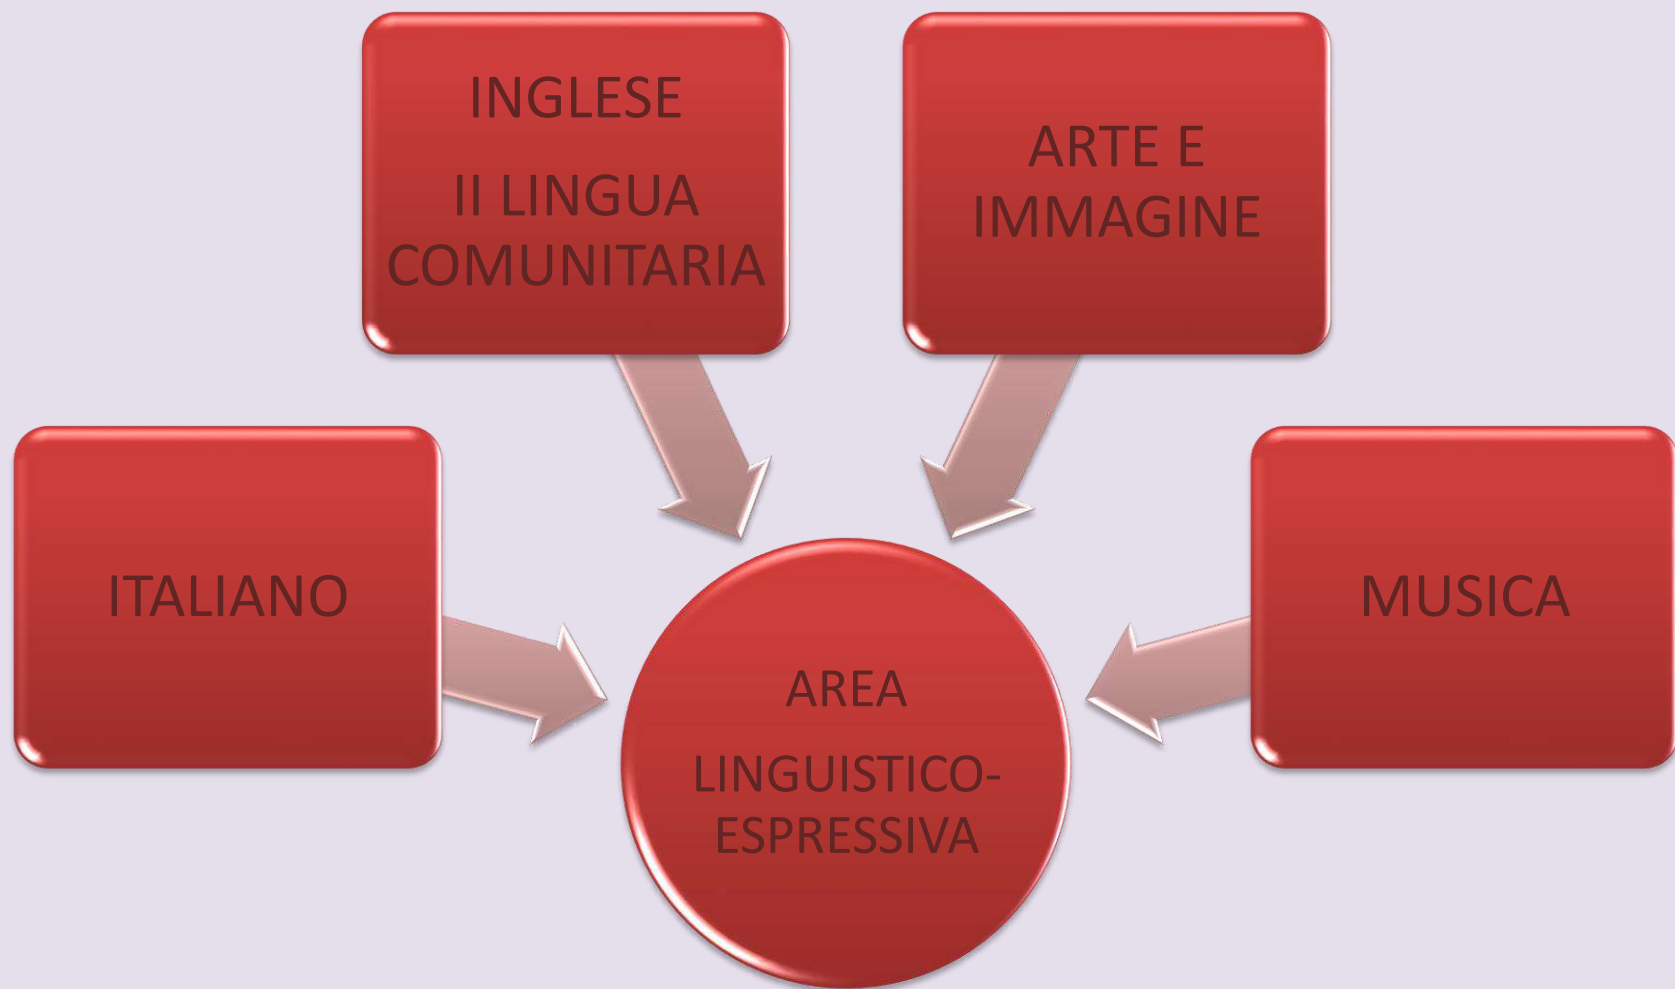 INGLESE
II LINGUA
COMUNITARIA
ARTE E
IMMAGINE
ITALIANO
MUSICA
AREA
LINGUISTICO-
ESPRESSIVA